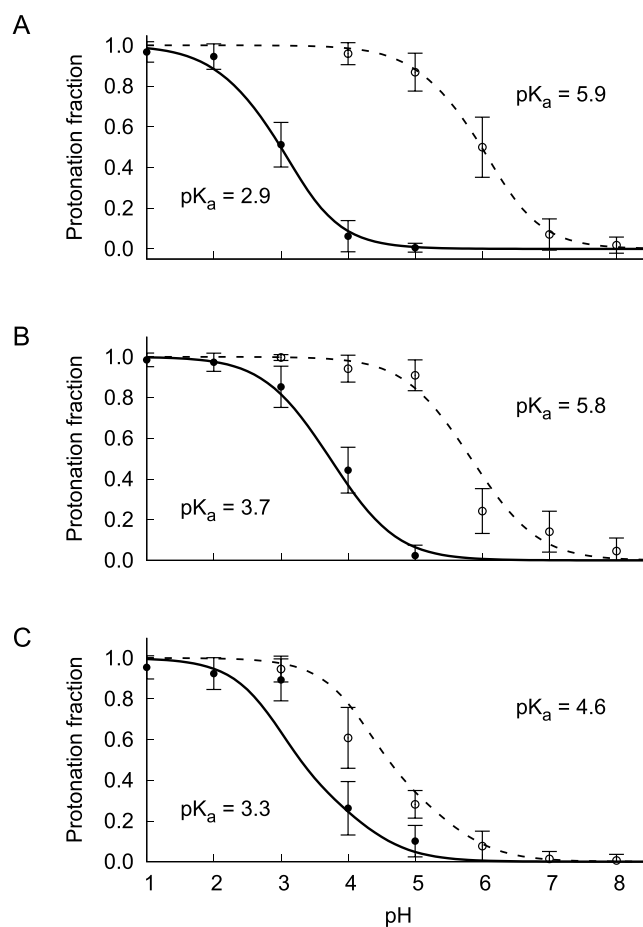 A
Protonation fraction
1.0
0.8
0.6
0.4
0.2
0.0
pKa = 5.9
pKa = 2.9
B
Protonation fraction
1.0
0.8
0.6
0.4
0.2
0.0
pKa = 5.8
pKa = 3.7
C
Protonation fraction
1.0
0.8
0.6
0.4
0.2
0.0
pKa = 4.6
pKa = 3.3
1 2 3 4 5 6 7 8
pH